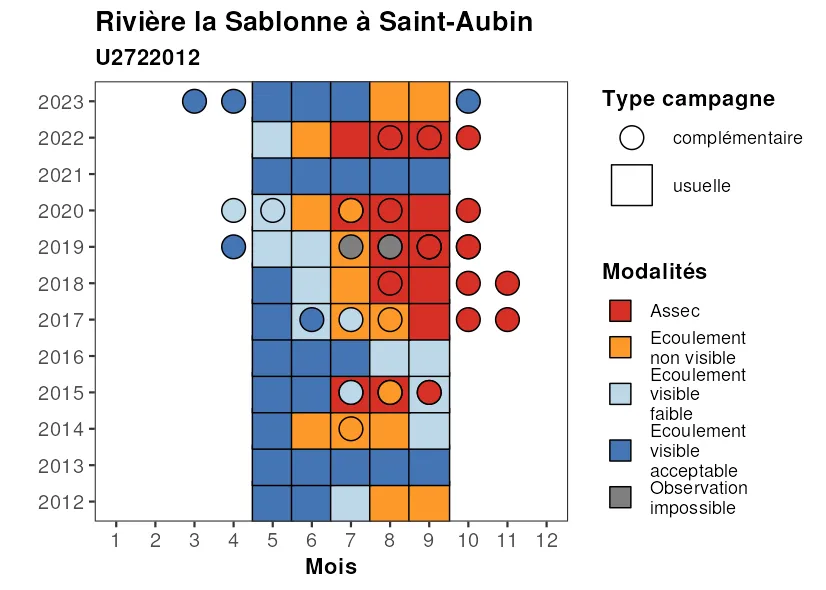 Rivière la Sablonne à Saint-Aubin
U2722012
2023
2022
2021
2020
2019
2018
2017
2016
2015
2014
2013
2012
1 2 3 4 5 6 7 8 9 10 11 12
Mois
Type campagne
complémentaire
usuelle
Modalités
Assec
Ecoulement
non visible
Ecoulement
visible
faible
Ecoulement
visible
acceptable
Observation
impossible